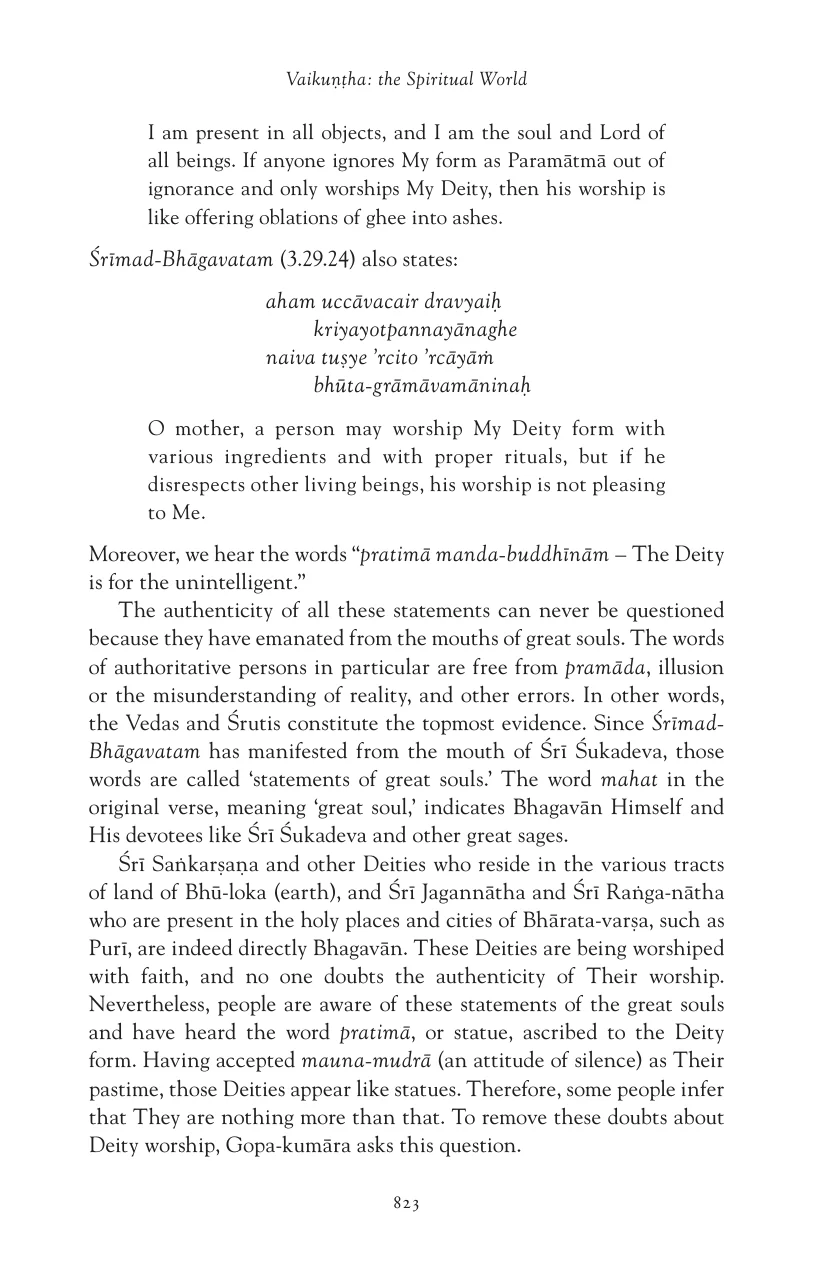 Vaikuṇṭha: the Spiritual World
I am present in all objects, and I am the soul and Lord of
all beings. If anyone ignores My form as Paramātmā out of
ignorance and only worships My Deity, then his worship is
like offering oblations of ghee into ashes.
Śrīmad-Bhāgavatam (3.29.24) also states:
aham uccāvacair dravyaiḥ
kriyayotpannayānaghe
naiva tuṣye ’rcito ’rcāyāṁ
bhūta-grāmāvamāninaḥ
O mother, a person may worship My Deity form with
various ingredients and with proper rituals, but if he
disrespects other living beings, his worship is not pleasing
to Me.
Moreover, we hear the words “pratimā manda-buddhīnām – The Deity
is for the unintelligent.”
The authenticity of all these statements can never be questioned
because they have emanated from the mouths of great souls. The words
of authoritative persons in particular are free from pramāda, illusion
or the misunderstanding of reality, and other errors. In other words,
the Vedas and Śrutis constitute the topmost evidence. Since Śrīmad-
Bhāgavatam has manifested from the mouth of Śrī Śukadeva, those
words are called ‘statements of great souls.’ The word mahat in the
original verse, meaning ‘great soul,’ indicates Bhagavān Himself and
His devotees like Śrī Śukadeva and other great sages.
Śrī Saṅkarṣaṇa and other Deities who reside in the various tracts
of land of Bhū-loka (earth), and Śrī Jagannātha and Śrī Raṅga-nātha
who are present in the holy places and cities of Bhārata-varṣa, such as
Purī, are indeed directly Bhagavān. These Deities are being worshiped
with faith, and no one doubts the authenticity of Their worship.
Nevertheless, people are aware of these statements of the great souls
and have heard the word pratimā, or statue, ascribed to the Deity
form. Having accepted mauna-mudrā (an attitude of silence) as Their
pastime, those Deities appear like statues. Therefore, some people infer
that They are nothing more than that. To remove these doubts about
Deity worship, Gopa-kumāra asks this question.
823